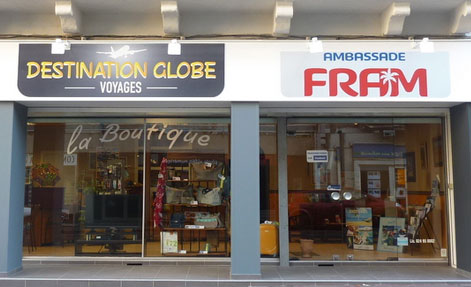 DESTINATION GLOBE
VOYAGES
AMBASSADE
FRAM
la Boutique